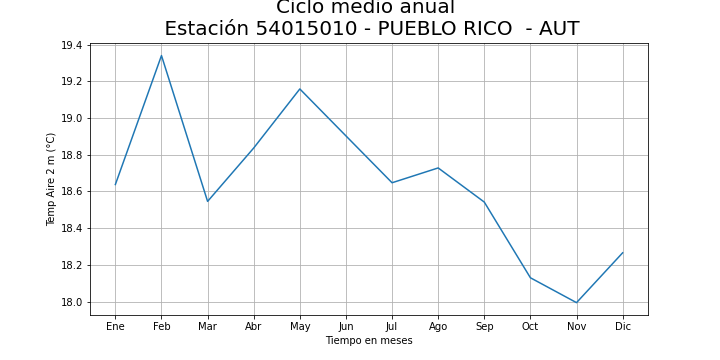 Ciclo medio anual
Estación 54015010 - PUEBLO RICO  - AUT
19.4
19.2
19.0
18.8
18.6
18.4
18.2
18.0
Temp Aire 2 m (°C)
Ene Feb Mar Abr May Jun Jul Ago Sep Oct Nov Dic
Tiempo en meses